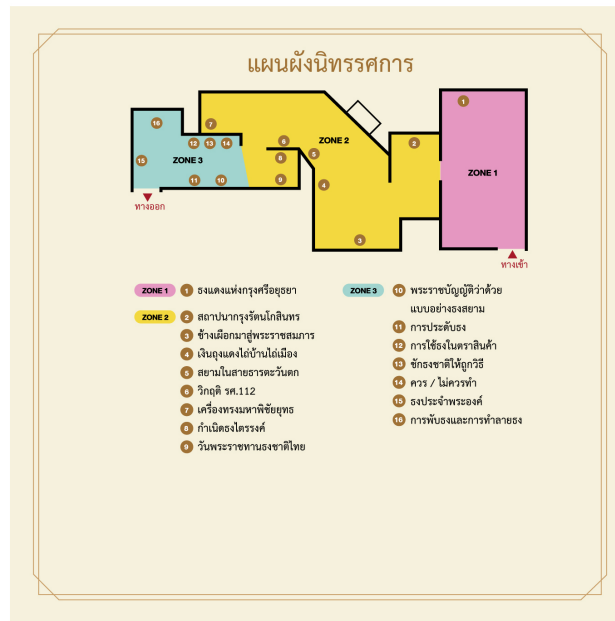 แผนผังนิทรรศการ
1
7
16
6
ZONE 2
12
13
14
2
5
15
ZONE 3
8
ZONE 1
11
10
9
4
ทางออก
3
ทางเข้า
ZONE 1
1 ธงแดงแห่งกรุงศรีอยุธยา
ZONE 2
2 สถาปนากรุงรัตนโกสินทร
3 ช้างเผือกมาสู่พระราชสมภาร
4 เงินถุงแดงไถ่บ้านไถ่เมือง
5 สยามในสายธารตะวันตก
6 วิกฤติ รศ.112
7 เครื่องทรงมหาพิชัยยุทธ
8 กำเนิดธงไตรรงค์
9 วันพระราชทานธงชาติไทย
ZONE 3
10 พระราชบัญญัติว่าด้วย
แบบอย่างธงสยาม
11 การประดับธง
12 การใช้ธงในตราสินค้า
13 ชักธงชาติให้ถูกวิธี
14 ควร / ไม่ควรทำ
15 ธงประจำพระองค์
16 การพับธงและการทำลายธง